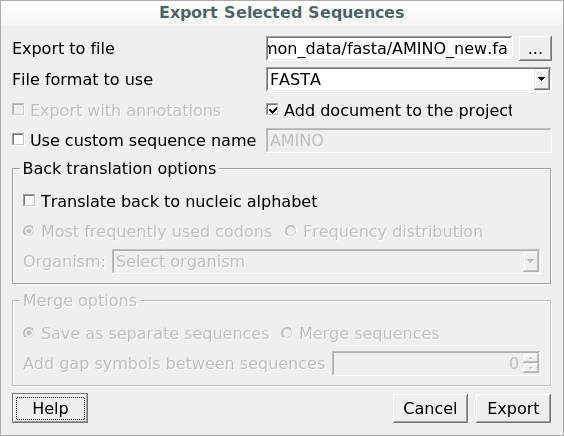 Export Selected Sequences
Export to file mon_data/fasta/AMINO_new.fa ...
File format to use FASTA
Export with annotations Add document to the project
Use custom sequence name AMINO
Back translation options
Translate back to nucleic alphabet
Most frequently used codons Frequency distribution
Organism: Select organism
Merge options
Save as separate sequences Merge sequences
Add gap symbols between sequences 0
Help Cancel Export